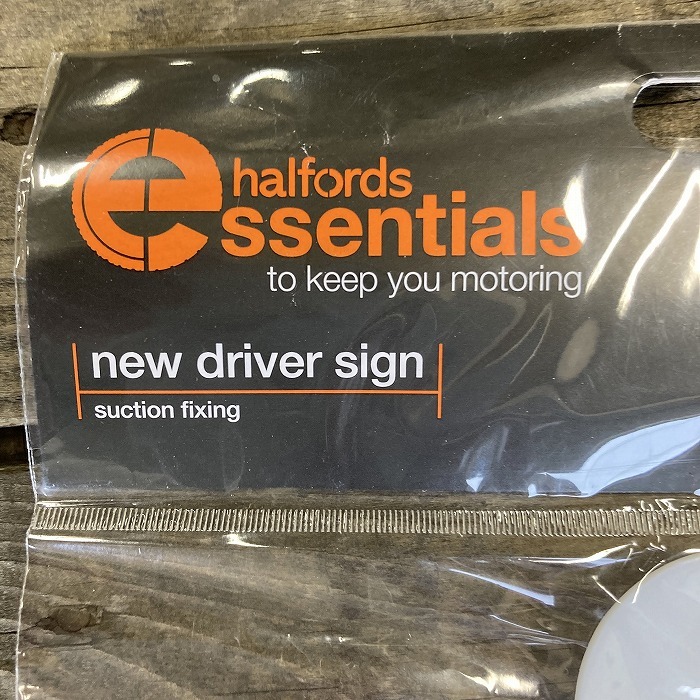 halfords
essentials
to keep you motoring
new driver sign
suction fixing